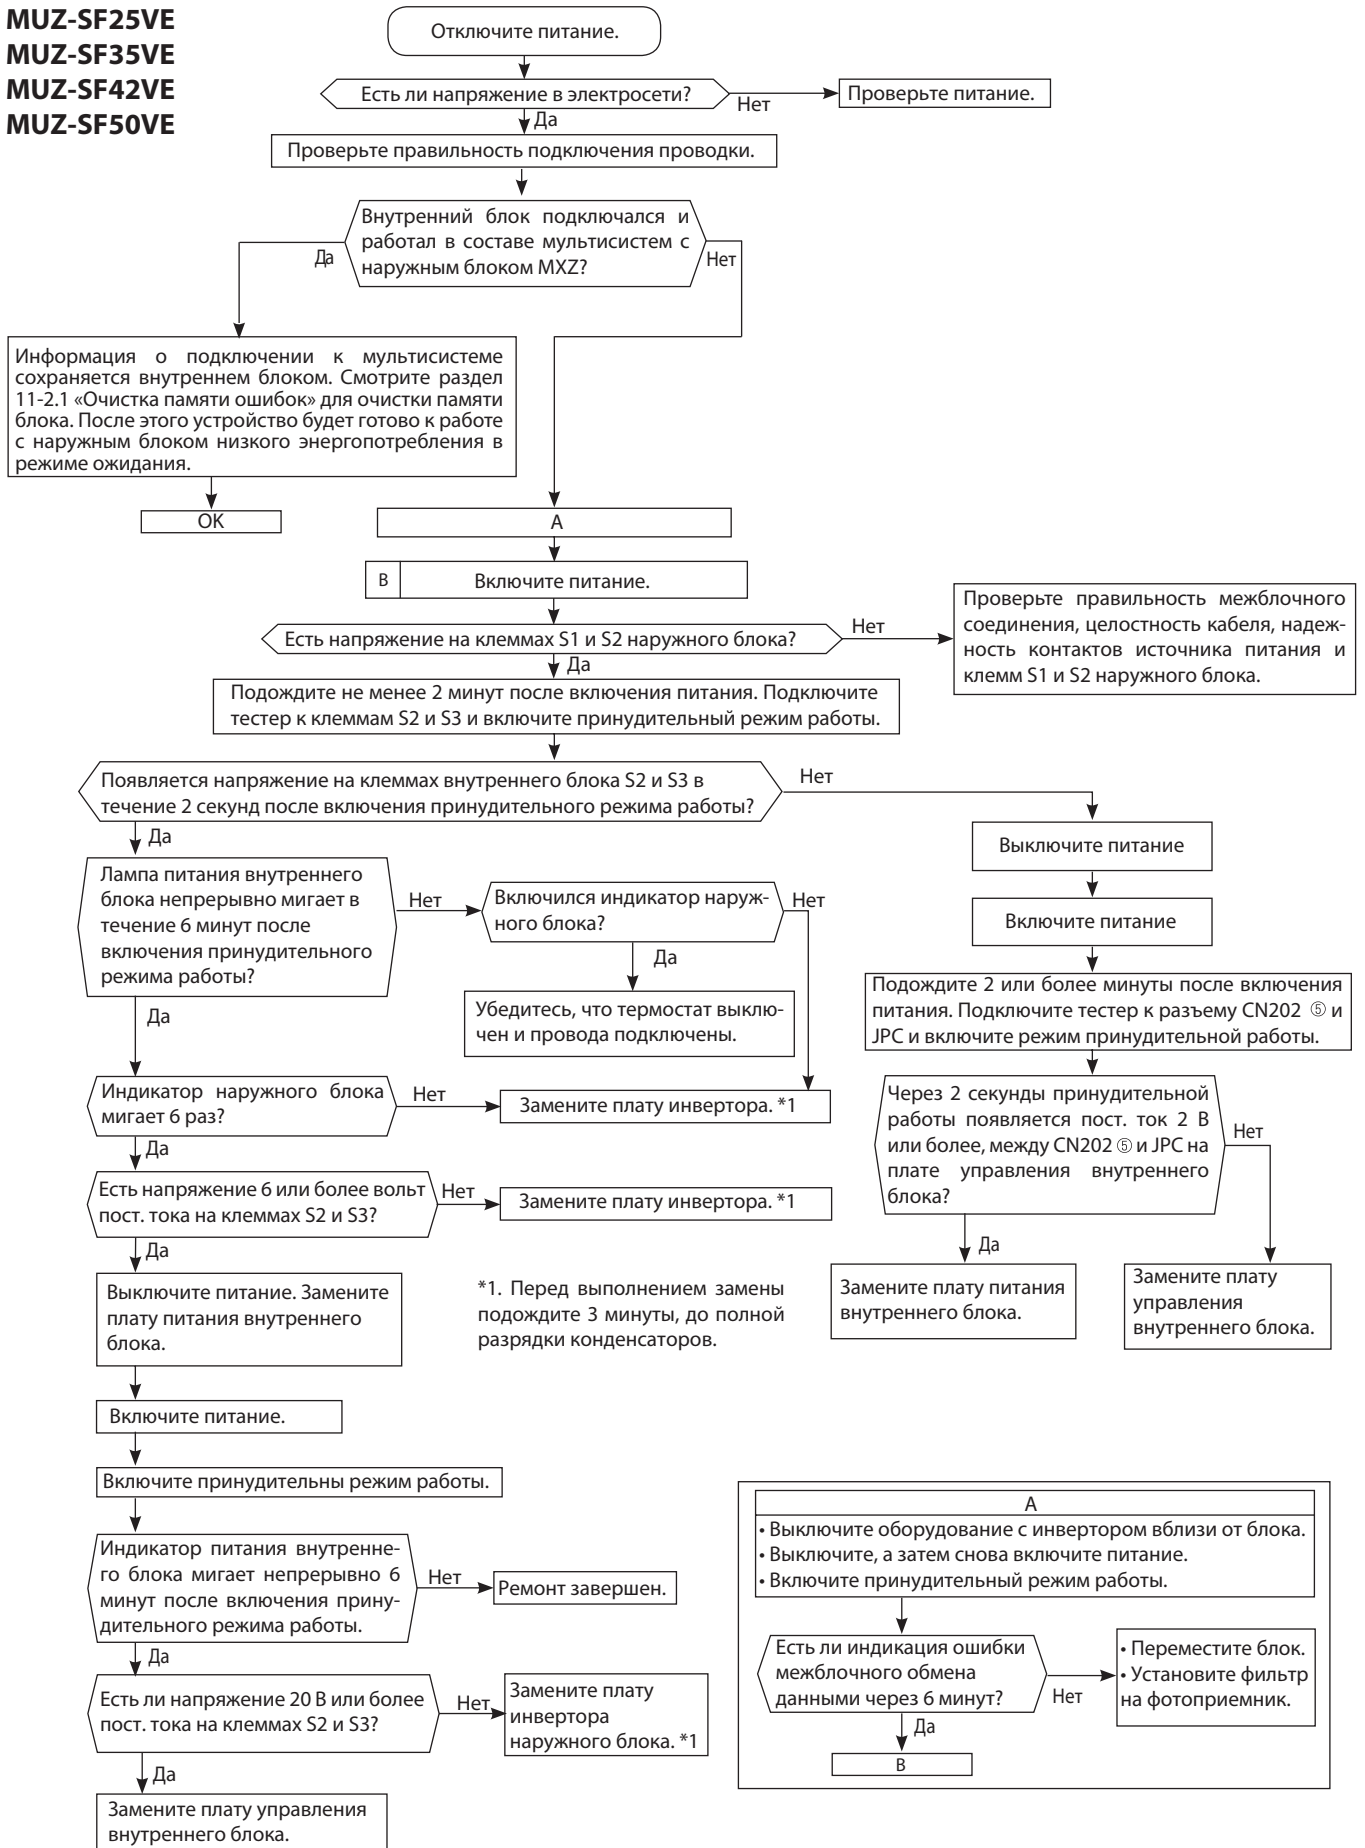 MUZ-SF25VE
MUZ-SF35VE
MUZ-SF42VE
MUZ-SF50VE
Отключите питание.
Есть ли напряжение в электросети?
Нет
Проверьте питание.
Да
Проверьте правильность подключения проводки.
Внутренний блок подключался и
работал в составе мультисистем с
наружным блоком MXZ?
Да
Нет
Информация о подключении к мультисистеме
сохраняется внутреннем блоком. Смотрите раздел
11-2.1 «Очистка памяти ошибок» для очистки памяти
блока. После этого устройство будет готово к работе
с наружным блоком низкого энергопотребления в
режиме ожидания.
OK
A
B
Включите питание.
Есть напряжение на клеммах S1 и S2 наружного блока?
Нет
Проверьте правильность межблочного
соединения, целостность кабеля, надеж-
ность контактов источника питания и
клемм S1 и S2 наружного блока.
Да
Подождите не менее 2 минут после включения питания. Подключите
тестер к клеммам S2 и S3 и включите принудительный режим работы.
Появляется напряжение на клеммах внутреннего блока S2 и S3 в
течение 2 секунд после включения принудительного режима работы?
Нет
Да
Выключите питание
Включите питание
Подождите 2 или более минуты после включения
питания. Подключите тестер к разъему CN202 ⑤ и
JPC и включите режим принудительной работы.
Через 2 секунды принудительной
работы появляется пост. ток 2 В
или более, между CN202 ⑤ и JPC на
плате управления внутреннего
блока?
Нет
Да
Замените плату питания
внутреннего блока.
Замените плату
управления
внутреннего блока.
Лампа питания внутреннего
блока непрерывно мигает в
течение 6 минут после
включения принудительного
режима работы?
Нет
Включился индикатор наруж-
ного блока?
Нет
Да
Убедитесь, что термостат выклю-
чен и провода подключены.
Да
Индикатор наружного блока
мигает 6 раз?
Нет
Замените плату инвертора. *1
Да
Есть напряжение 6 или более вольт
пост. тока на клеммах S2 и S3?
Нет
Замените плату инвертора. *1
Да
Выключите питание. Замените
плату питания внутреннего
блока.
*1. Перед выполнением замены
подождите 3 минуты, до полной
разрядки конденсаторов.
Включите питание.
Включите принудительны режим работы.
Индикатор питания внутренне-
го блока мигает непрерывно 6
минут после включения прину-
дительного режима работы.
Нет
Ремонт завершен.
Да
Есть ли напряжение 20 В или более
пост. тока на клеммах S2 и S3?
Нет
Замените плату
инвертора
наружного блока. *1
Да
Замените плату управления
внутреннего блока.
A
• Выключите оборудование с инвертором вблизи от блока.
• Выключите, а затем снова включите питание.
• Включите принудительный режим работы.
Есть ли индикация ошибки
межблочного обмена
данными через 6 минут?
Нет
• Переместите блок.
• Установите фильтр
на фотоприемник.
Да
B